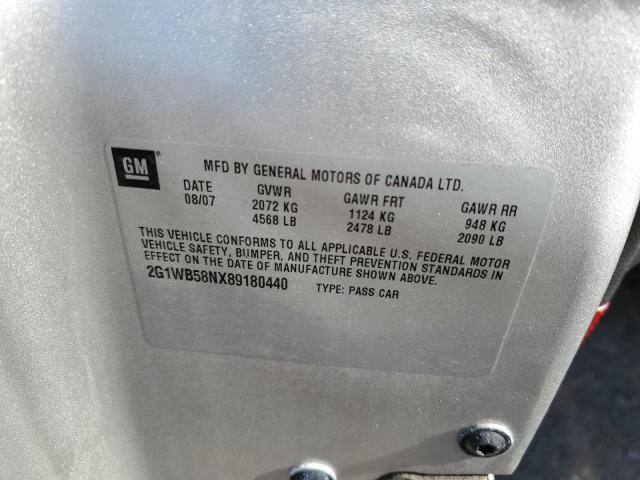 GM
MFD BY GENERAL MOTORS OF CANADA LTD.
DATE GVWR GAWR FRT GAWR RR
08/07 2072 KG 1124 KG 948 KG
4568 LB 2478 LB 2090 LB
THIS VEHICLE CONFORMS TO ALL APPLICABLE U.S. FEDERAL MOTOR
VEHICLE SAFETY, BUMPER, AND THEFT PREVENTION STANDARDS IN
EFFECT ON THE DATE OF MANUFACTURE SHOWN ABOVE.
2G1WB58NX89180440 TYPE: PASS CAR